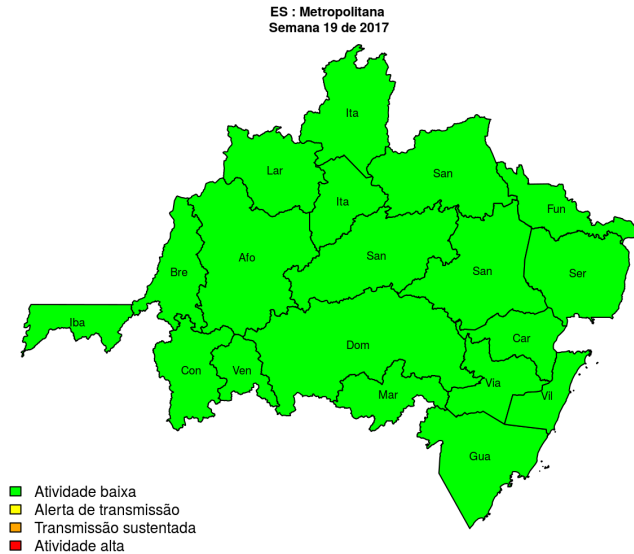 ES : Metropolitana
Semana 19 de 2017
Ita
Lar
San
Ita
Fun
Afo
San
San
Bre
Ser
Iba
Car
Dom
Con
Ven
Via
Mar
Vil
Gua
Atividade baixa
Alerta de transmissão
Transmissão sustentada
Atividade alta